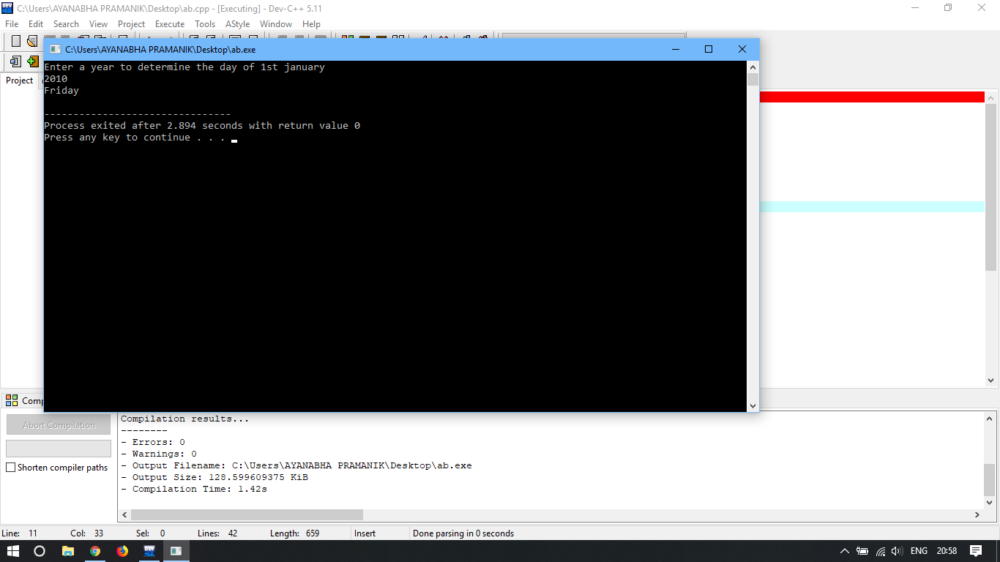 C:\Users\AYANABHA PRAMANIK\Desktop\ab.cpp - [Executing] - Dev-C++ 5.11
File Edit Search View Project Execute Tools AStyle Window Help
C:\Users\AYANABHA PRAMANIK\Desktop\ab.exe
Project
Enter a year to determine the day of 1st january
2010
Friday
--------------------------------
Process exited after 2.894 seconds with return value 0
Press any key to continue . . .
Abort Compilation
Shorten compiler paths
Compilation results...
--------
- Errors: 0
- Warnings: 0
- Output Filename: C:\Users\AYANABHA PRAMANIK\Desktop\ab.exe
- Output Size: 128.599609375 KiB
- Compilation Time: 1.42s
Line: 11 Col: 33 Sel: 0 Lines: 42 Length: 659 Insert Done parsing in 0 seconds
DEV
ENG 20:58